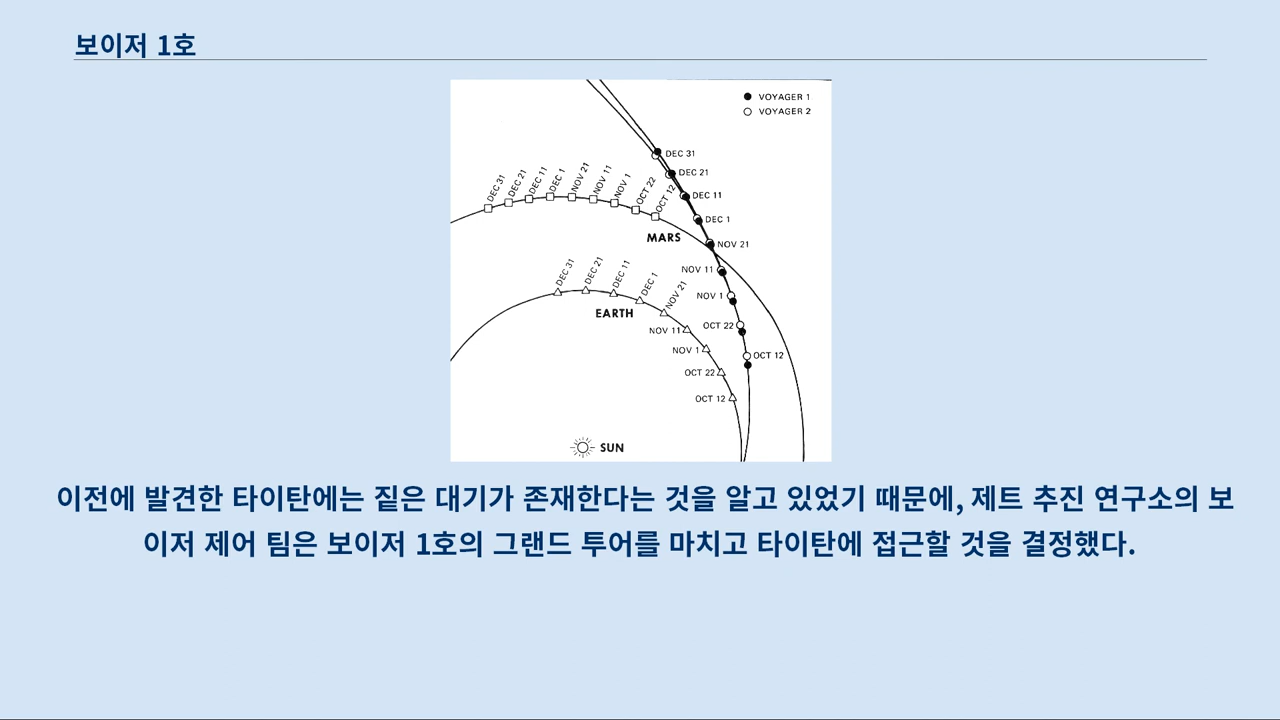 보이저 1호
VOYAGER 1
VOYAGER 2
DEC 31
DEC 21
DEC 11
DEC 1
NOV 21
NOV 11
NOV 1
OCT 22
OCT 12
DEC 31
DEC 21
DEC 11
DEC 1
NOV 21
NOV 11
NOV 1
OCT 22
OCT 12
MARS
DEC 31
DEC 21
DEC 11
DEC 1
NOV 21
NOV 11
NOV 1
OCT 22
OCT 12
EARTH
SUN
이전에 발견한 타이탄에는 짙은 대기가 존재한다는 것을 알고 있었기 때문에, 제트 추진 연구소의 보
이저 제어 팀은 보이저 1호의 그랜드 투어를 마치고 타이탄에 접근할 것을 결정했다.